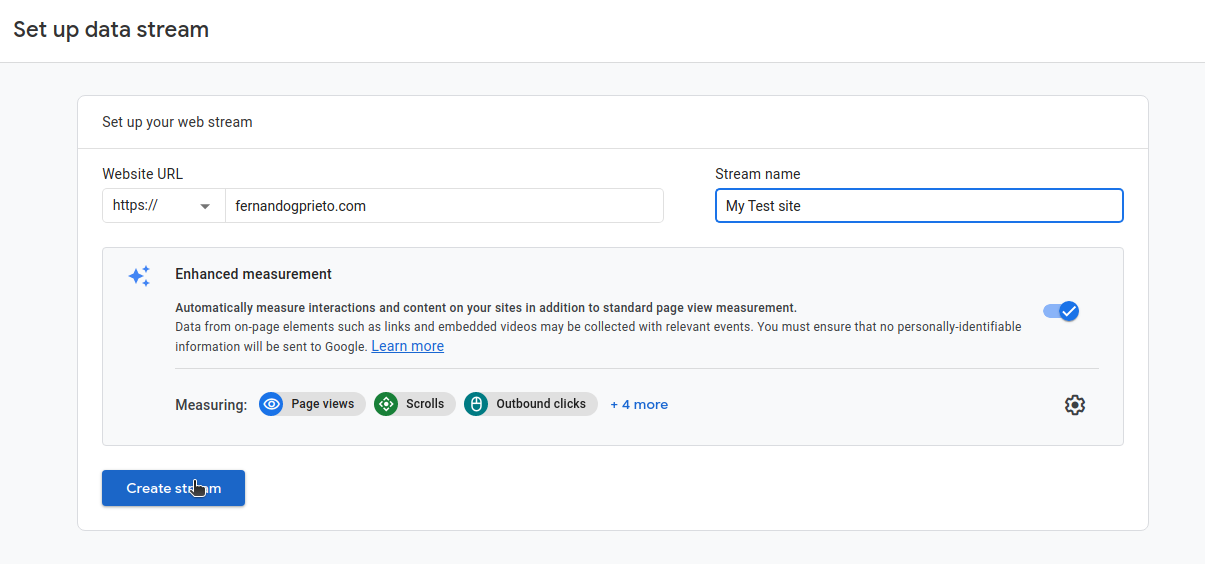 Set up data stream
Set up your web stream
Website URL
Stream name
https://
fernandogprieto.com
My Test site
Enhanced measurement
Automatically measure interactions and content on your sites in addition to standard page view measurement.
Data from on-page elements such as links and embedded videos may be collected with relevant events. You must ensure that no personally-identifiable
information will be sent to Google. Learn more
Measuring:
Page views
Scrolls
Outbound clicks
+ 4 more
Create stream